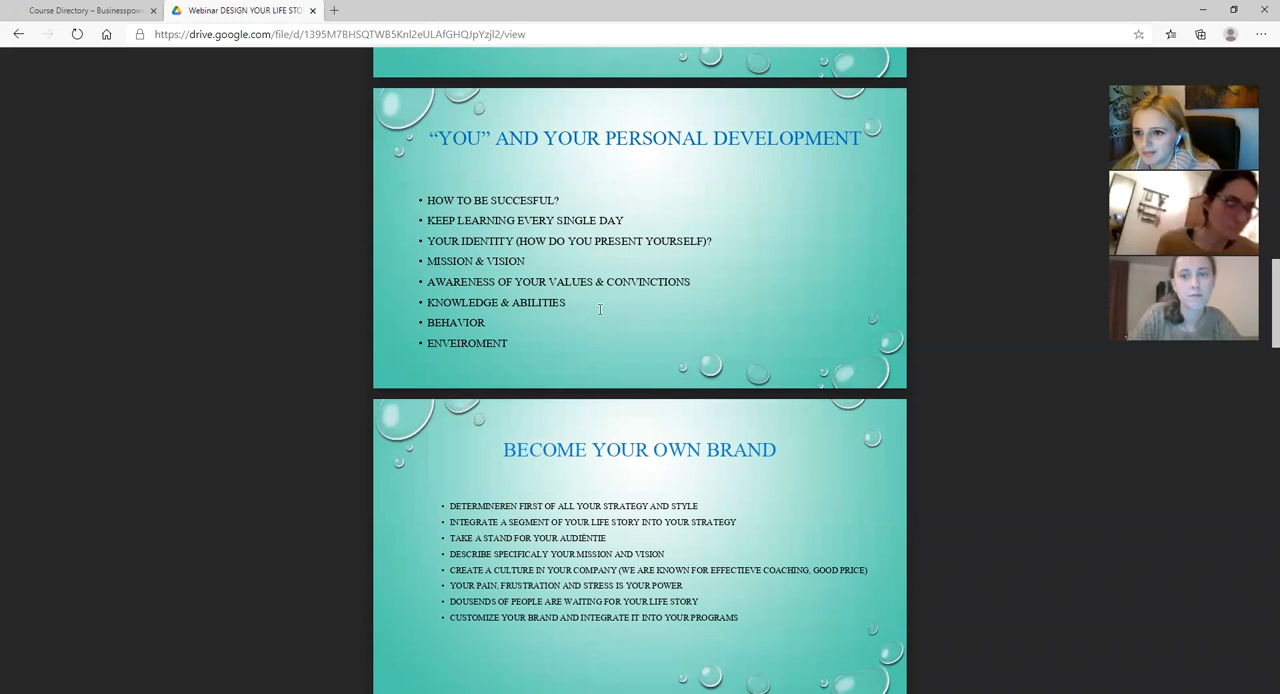 Course Directory – Businesspow
Webinar DESIGN YOUR LIFE STO
https://drive.google.com/file/d/1395M7BHSQTWB5Knl2eULAfGHQJpYzjl2/view
“YOU” AND YOUR PERSONAL DEVELOPMENT
• HOW TO BE SUCCESFUL?
• KEEP LEARNING EVERY SINGLE DAY
• YOUR IDENTITY (HOW DO YOU PRESENT YOURSELF)?
• MISSION & VISION
• AWARENESS OF YOUR VALUES & CONVINCTIONS
• KNOWLEDGE & ABILITIES
• BEHAVIOR
• ENVEIROMENT
BECOME YOUR OWN BRAND
• DETERMINEREN FIRST OF ALL YOUR STRATEGY AND STYLE
• INTEGRATE A SEGMENT OF YOUR LIFE STORY INTO YOUR STRATEGY
• TAKE A STAND FOR YOUR AUDIËNTIE
• DESCRIBE SPECIFICALY YOUR MISSION AND VISION
• CREATE A CULTURE IN YOUR COMPANY (WE ARE KNOWN FOR EFFECTIEVE COACHING, GOOD PRICE)
• YOUR PAIN, FRUSTRATION AND STRESS IS YOUR POWER
• DOUSENDS OF PEOPLE ARE WAITING FOR YOUR LIFE STORY
• CUSTOMIZE YOUR BRAND AND INTEGRATE IT INTO YOUR PROGRAMS